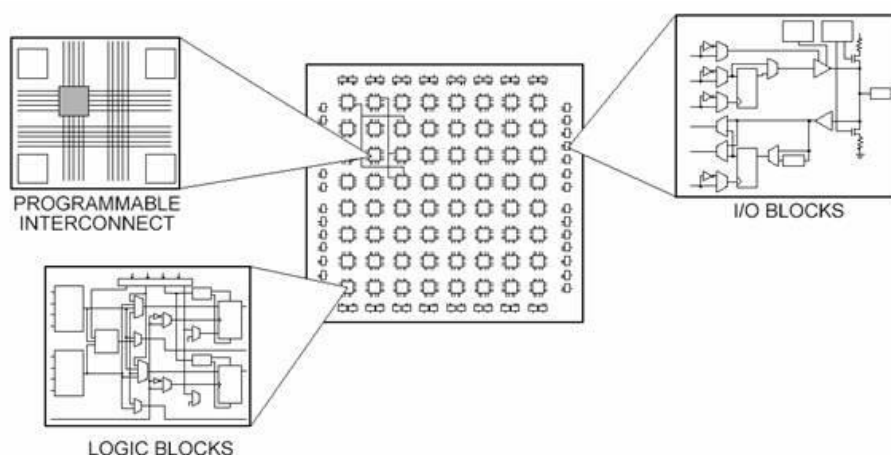 PROGRAMMABLE
INTERCONNECT
I/O BLOCKS
LOGIC BLOCKS